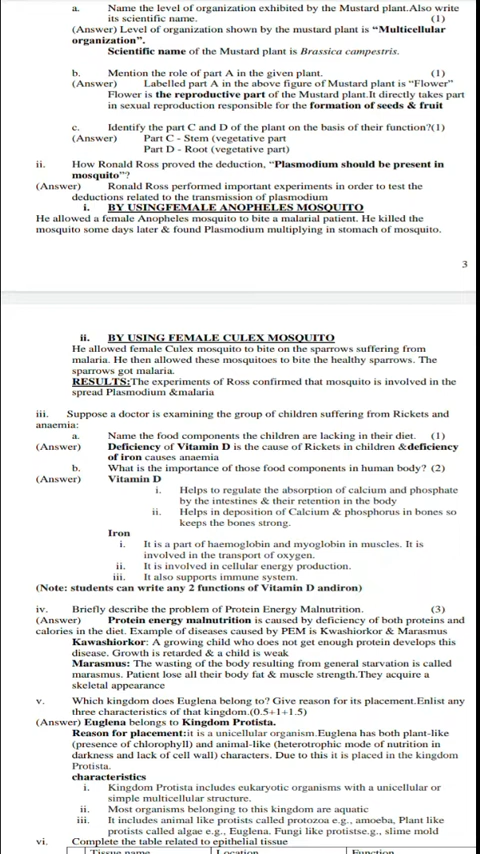 a. Name the level of organization exhibited by the Mustard plant.Also write
its scientific name. (1)
(Answer) Level of organization shown by the mustard plant is “Multicellular
organization”.
Scientific name of the Mustard plant is Brassica campestris.
b. Mention the role of part A in the given plant. (1)
(Answer) Labelled part A in the above figure of Mustard plant is “Flower”
Flower is the reproductive part of the Mustard plant.It directly takes part
in sexual reproduction responsible for the formation of seeds & fruit
c. Identify the part C and D of the plant on the basis of their function?(1)
(Answer) Part C - Stem (vegetative part
Part D - Root (vegetative part)
ii. How Ronald Ross proved the deduction, “Plasmodium should be present in
mosquito”?
(Answer) Ronald Ross performed important experiments in order to test the
deductions related to the transmission of plasmodium
i. BY USINGFEMALE ANOPHELES MOSQUITO
He allowed a female Anopheles mosquito to bite a malarial patient. He killed the
mosquito some days later & found Plasmodium multiplying in stomach of mosquito.
3
ii. BY USING FEMALE CULEX MOSQUITO
He allowed female Culex mosquito to bite on the sparrows suffering from
malaria. He then allowed these mosquitoes to bite the healthy sparrows. The
sparrows got malaria.
RESULTS:The experiments of Ross confirmed that mosquito is involved in the
spread Plasmodium &malaria
iii. Suppose a doctor is examining the group of children suffering from Rickets and
anaemia:
a. Name the food components the children are lacking in their diet. (1)
(Answer) Deficiency of Vitamin D is the cause of Rickets in children &deficiency
of iron causes anaemia
b. What is the importance of those food components in human body? (2)
(Answer) Vitamin D
i. Helps to regulate the absorption of calcium and phosphate
by the intestines & their retention in the body
ii. Helps in deposition of Calcium & phosphorus in bones so
keeps the bones strong.
Iron
i. It is a part of haemoglobin and myoglobin in muscles. It is
involved in the transport of oxygen.
ii. It is involved in cellular energy production.
iii. It also supports immune system.
(Note: students can write any 2 functions of Vitamin D andiron)
iv. Briefly describe the problem of Protein Energy Malnutrition. (3)
(Answer) Protein energy malnutrition is caused by deficiency of both proteins and
calories in the diet. Example of diseases caused by PEM is Kwashiorkor & Marasmus
Kawashiorkor: A growing child who does not get enough protein develops this
disease. Growth is retarded & a child is weak
Marasmus: The wasting of the body resulting from general starvation is called
marasmus. Patient lose all their body fat & muscle strength.They acquire a
skeletal appearance
v. Which kingdom does Euglena belong to? Give reason for its placement.Enlist any
three characteristics of that kingdom.(0.5+1+1.5)
(Answer) Euglena belongs to Kingdom Protista.
Reason for placement:it is a unicellular organism.Euglena has both plant-like
(presence of chlorophyll) and animal-like (heterotrophic mode of nutrition in
darkness and lack of cell wall) characters. Due to this it is placed in the kingdom
Protista.
characteristics
i. Kingdom Protista includes eukaryotic organisms with a unicellular or
simple multicellular structure.
ii. Most organisms belonging to this kingdom are aquatic
iii. It includes animal like protists called protozoa e.g., amoeba, Plant like
protists called algae e.g., Euglena. Fungi like protistse.g., slime mold
vi. Complete the table related to epithelial tissue
Tissue name Location Function